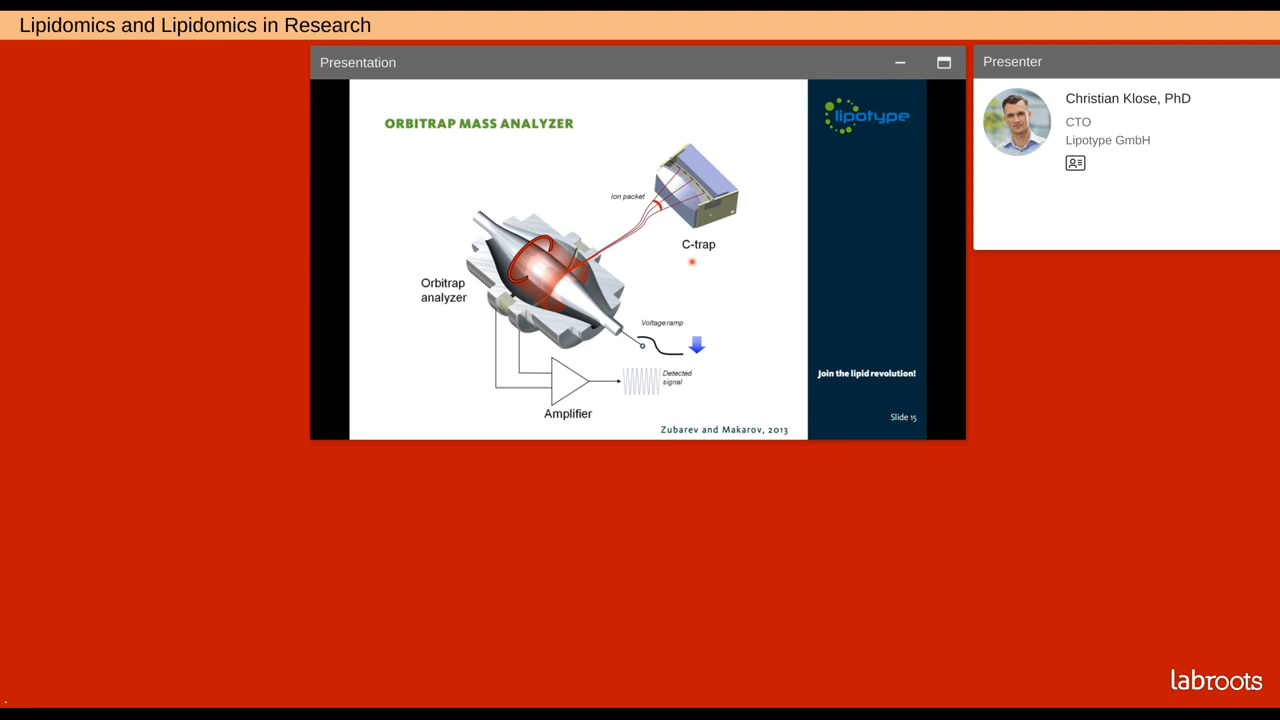 Lipidomics and Lipidomics in Research
Presentation
Presenter
Christian Klose, PhD
CTO
Lipotype GmbH
ORBITRAP MASS ANALYZER
lipotype
Ion packet
C-trap
Orbitrap
analyzer
Voltage ramp
Detected
signal
Amplifier
Join the lipid revolution!
Slide 15
Zubarev and Makarov, 2013
labroots